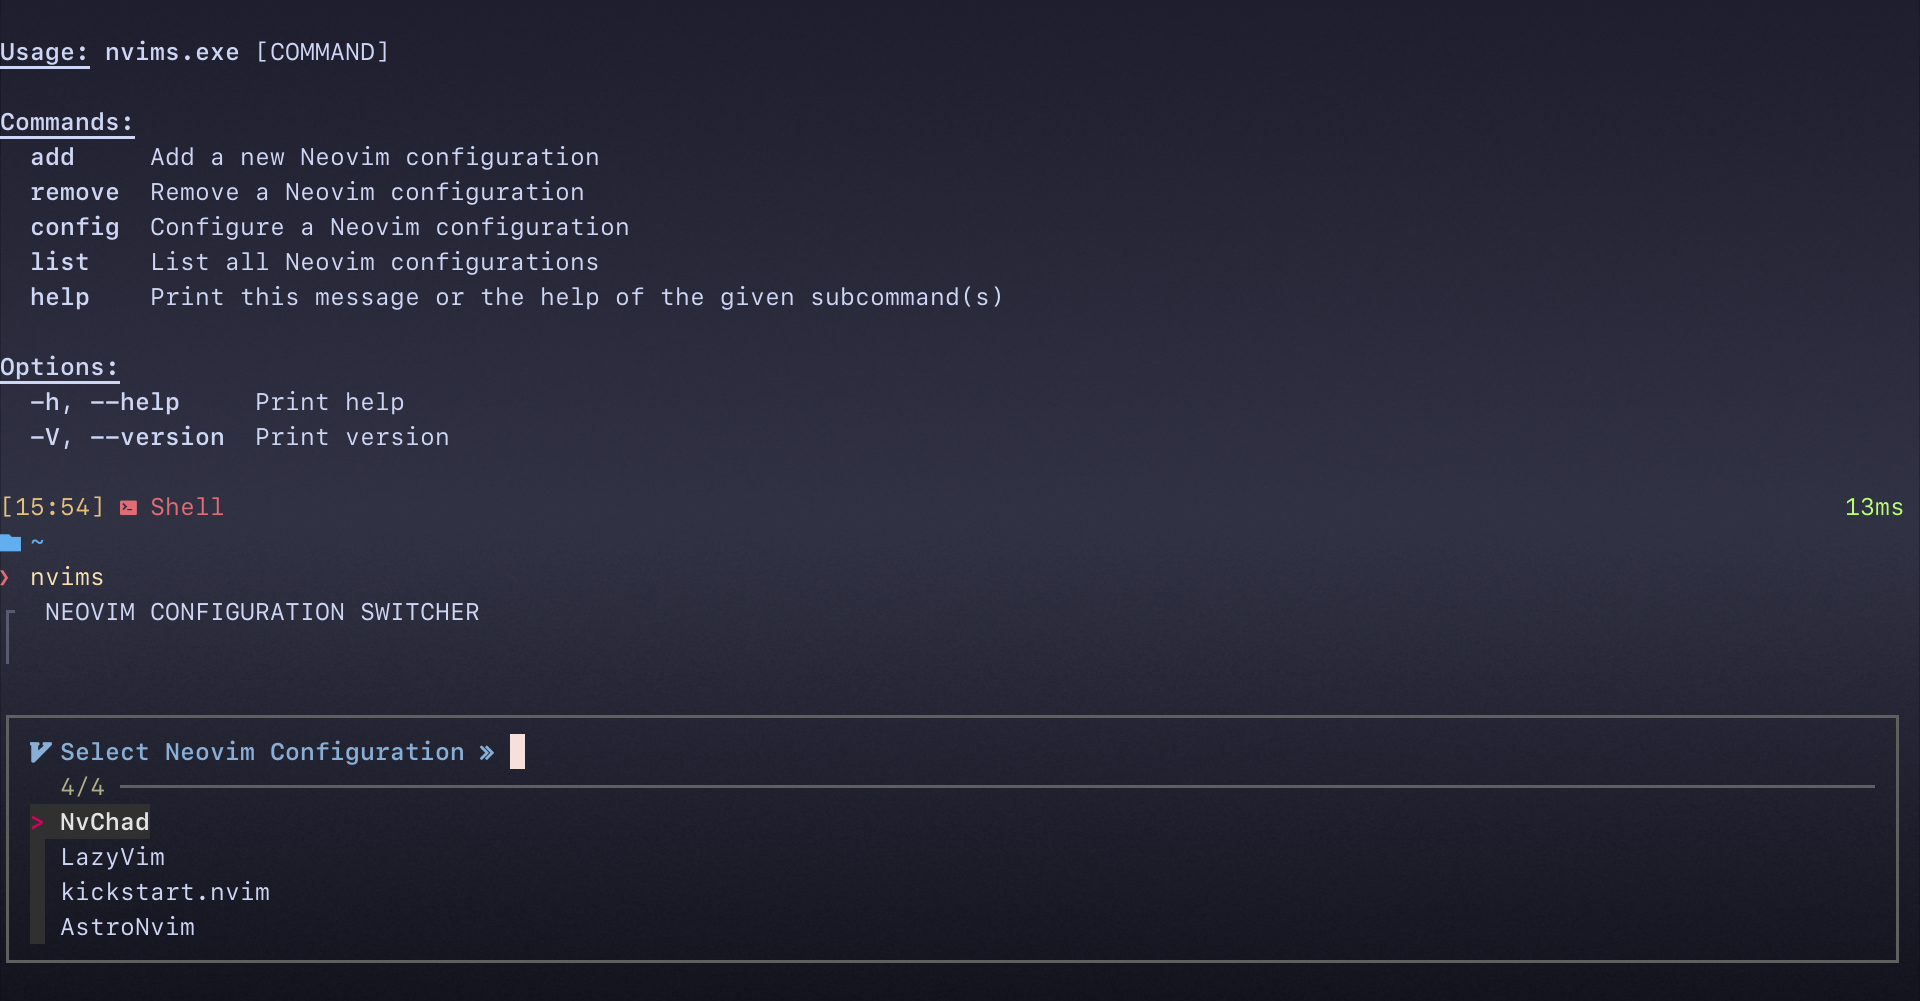 Usage: nvims.exe [COMMAND]
Commands:
add Add a new Neovim configuration
remove Remove a Neovim configuration
config Configure a Neovim configuration
list List all Neovim configurations
help Print this message or the help of the given subcommand(s)
Options:
-h, --help Print help
-V, --version Print version
[15:54] Shell 13ms
~
❯ nvims
NEOVIM CONFIGURATION SWITCHER
Select Neovim Configuration »
4/4
> NvChad
LazyVim
kickstart.nvim
AstroNvim